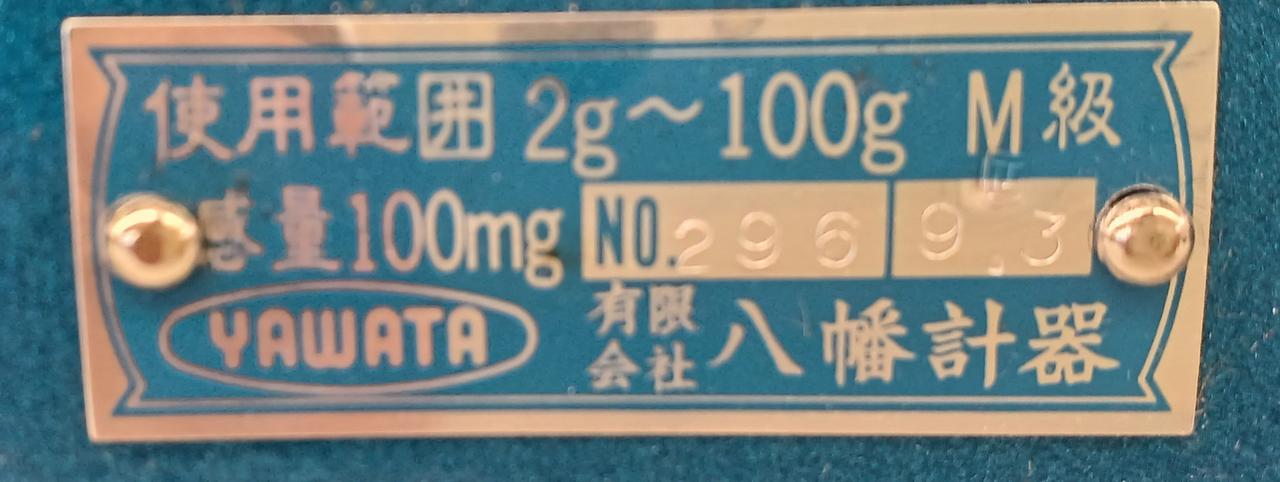 使用範囲 2g～100g M級
感量100mg NO. 296 9.3
YAWATA 有限会社 八幡計器